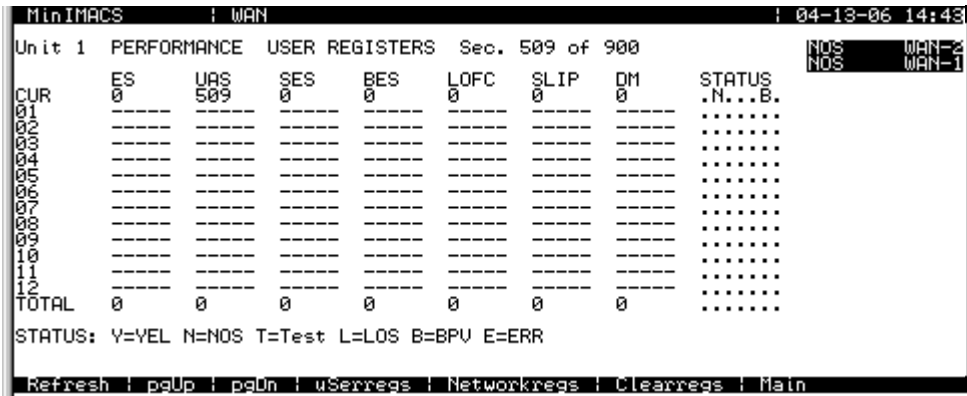 MinIMACS ¦ WAN ¦ 04-13-06 14:43
Unit 1 PERFORMANCE USER REGISTERS Sec. 509 of 900 NOS WAN-2
NOS WAN-1
ES UAS SES BES LOFC SLIP DM STATUS
CUR 0 509 0 0 0 0 0 .N...B.
01 ----- ----- ----- ----- ----- ----- ----- .......
02 ----- ----- ----- ----- ----- ----- ----- .......
03 ----- ----- ----- ----- ----- ----- ----- .......
04 ----- ----- ----- ----- ----- ----- ----- .......
05 ----- ----- ----- ----- ----- ----- ----- .......
06 ----- ----- ----- ----- ----- ----- ----- .......
07 ----- ----- ----- ----- ----- ----- ----- .......
08 ----- ----- ----- ----- ----- ----- ----- .......
09 ----- ----- ----- ----- ----- ----- ----- .......
10 ----- ----- ----- ----- ----- ----- ----- .......
11 ----- ----- ----- ----- ----- ----- ----- .......
12 ----- ----- ----- ----- ----- ----- ----- .......
TOTAL 0 0 0 0 0 0 0 .......
STATUS: Y=YEL N=NOS T=Test L=LOS B=BPV E=ERR
Refresh ¦ pgUp ¦ pgDn ¦ uSerregs ¦ Networkregs ¦ Clearregs ¦ Main